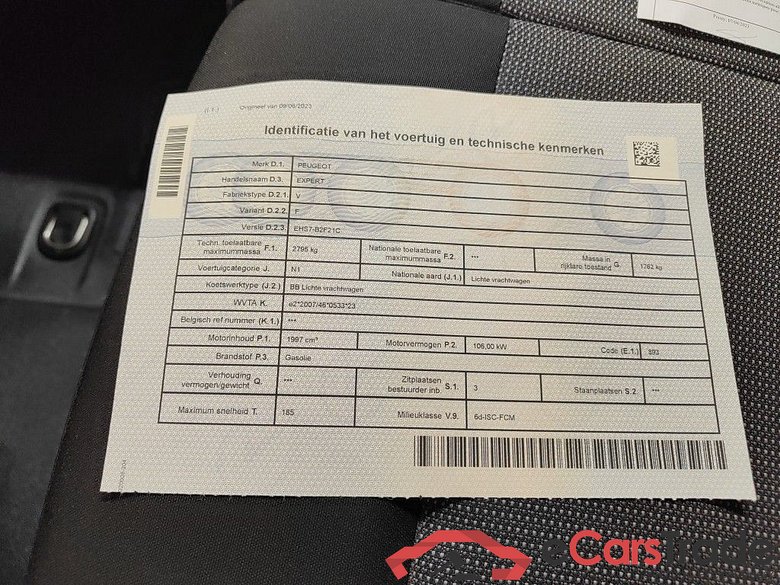 (I.1.) Origineel van 09/06/2023
Identificatie van het voertuig en technische kenmerken
Merk D.1. PEUGEOT
Handelsnaam D.3. EXPERT
Fabriekstype D.2.1. V
Variant D.2.2. F
Versie D.2.3. EHS7-B2F21C
Techn. toelaatbare maximummassa F.1. 2795 kg Nationale toelaatbare maximummassa F.2. *** Massa in rijklare toestand G. 1782 kg
Voertuigcategorie J. N1 Nationale aard (J.1.) Lichte vrachtwagen
Koetswerktype (J.2.) BB Lichte vrachtwagen
WVTA K. e2*2007/46*0533*23
Belgisch ref nummer (K.1.) ***
Motorinhoud P.1. 1997 cm³ Motorvermogen P.2. 106,00 kW Code (E.1.) 893
Brandstof P.3. Gasolie
Verhouding vermogen/gewicht Q. *** Zitplaatsen bestuurder inb. S.1. 3 Staanplaatsen S.2. ***
Maximum snelheid T. 185 Milieuklasse V.9. 6d-ISC-FCM
eCarsTrade